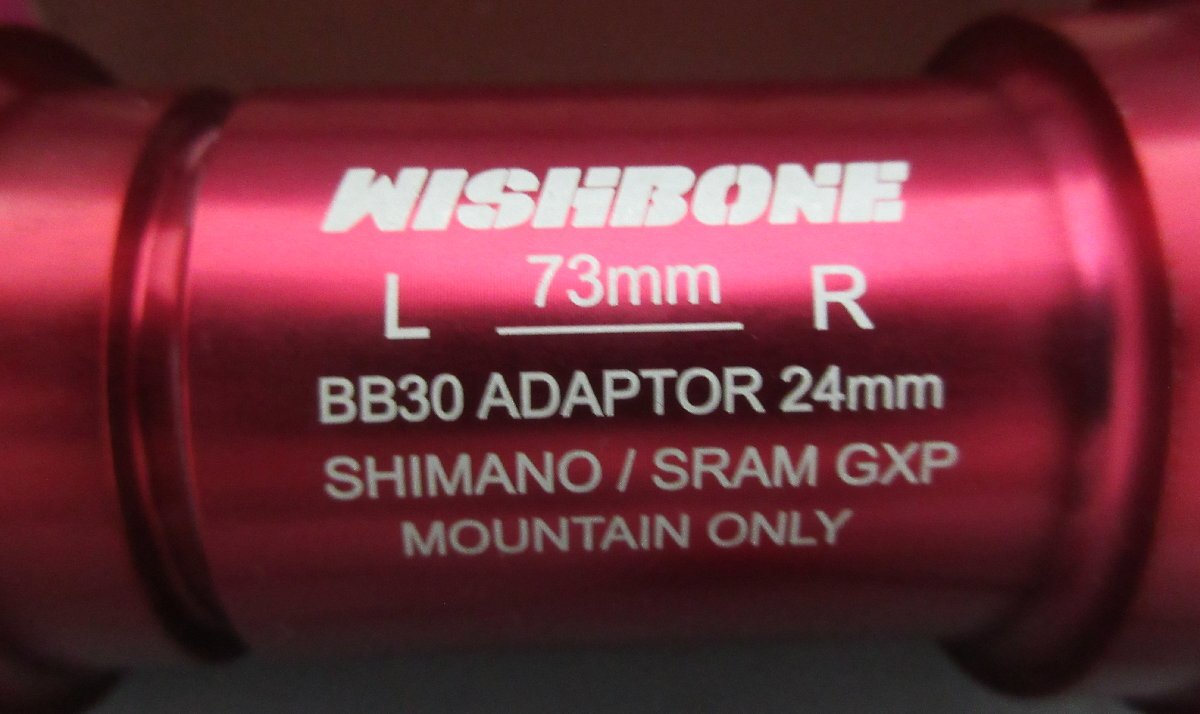 WISHBONE
L 73mm R
BB30 ADAPTOR 24mm
SHIMANO / SRAM GXP
MOUNTAIN ONLY